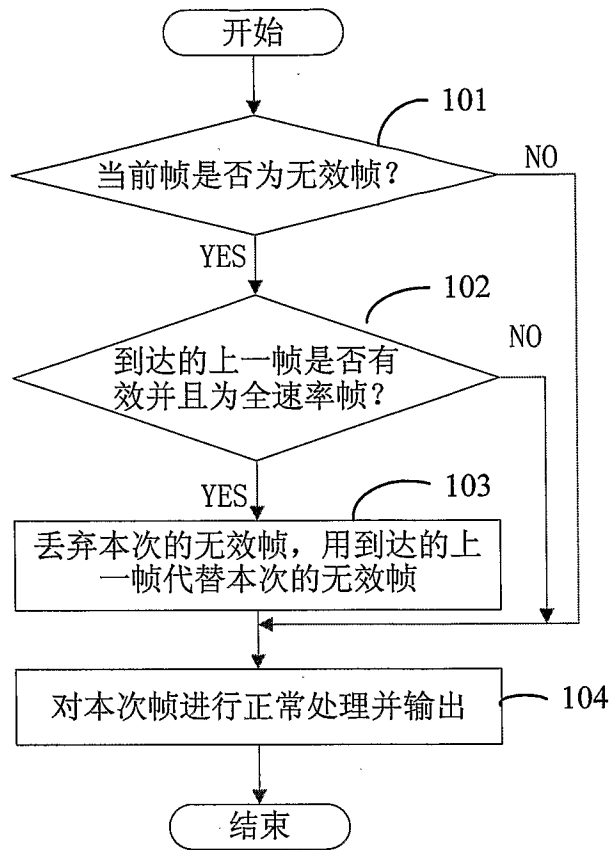 开始
101
当前帧是否为无效帧？
NO
YES
102
到达的上一帧是否有
效并且为全速率帧？
NO
YES
103
丢弃本次的无效帧，用到达的上
一帧代替本次的无效帧
对本次帧进行正常处理并输出
104
结束